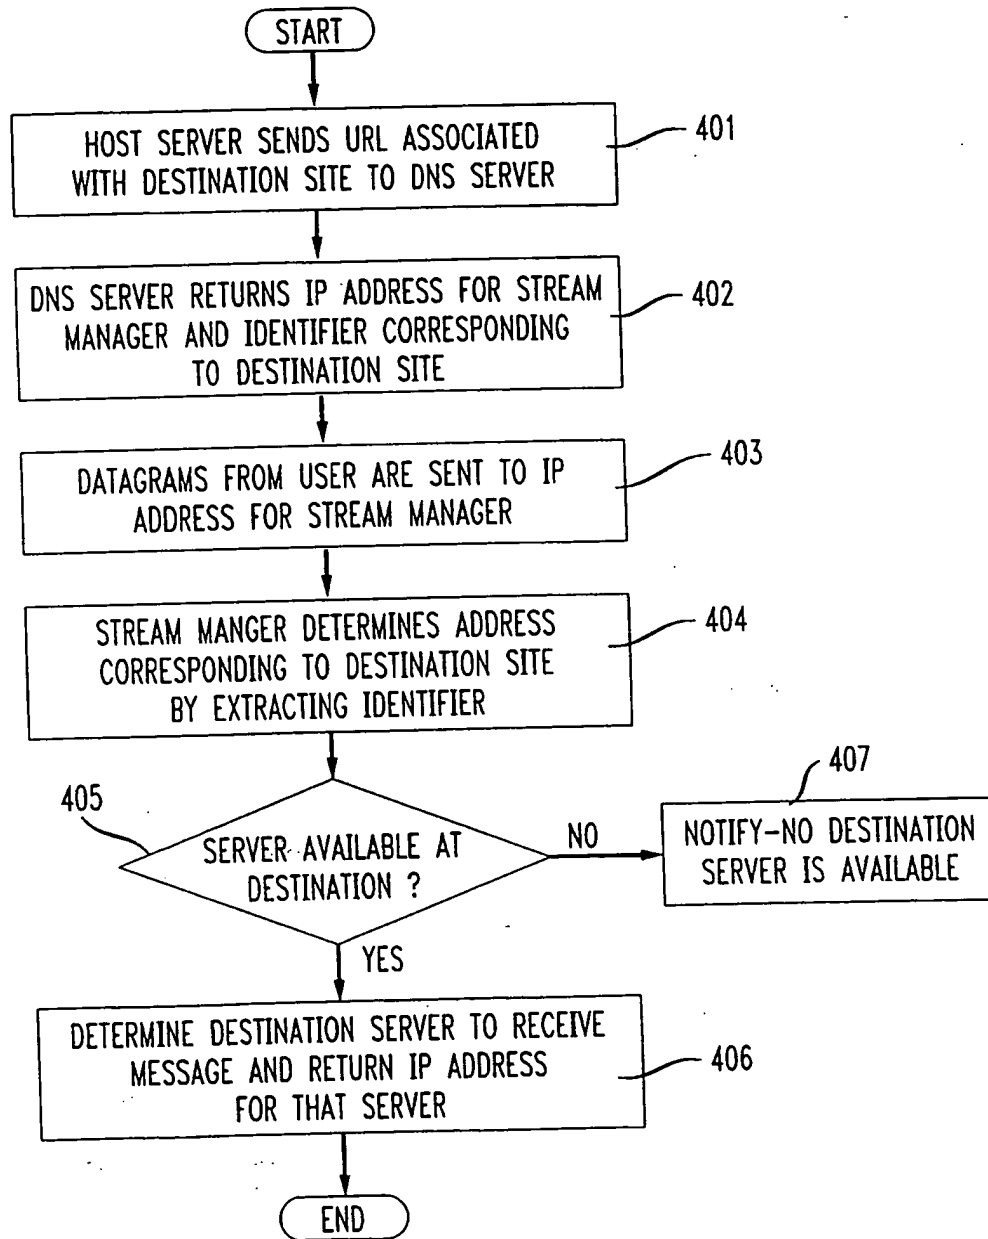 START
HOST SERVER SENDS URL ASSOCIATED
WITH DESTINATION SITE TO DNS SERVER
401
DNS SERVER RETURNS IP ADDRESS FOR STREAM
MANAGER AND IDENTIFIER CORRESPONDING
TO DESTINATION SITE
402
DATAGRAMS FROM USER ARE SENT TO IP
ADDRESS FOR STREAM MANAGER
403
STREAM MANGER DETERMINES ADDRESS
CORRESPONDING TO DESTINATION SITE
BY EXTRACTING IDENTIFIER
404
405
SERVER AVAILABLE AT
DESTINATION ?
NO
407
NOTIFY-NO DESTINATION
SERVER IS AVAILABLE
YES
DETERMINE DESTINATION SERVER TO RECEIVE
MESSAGE AND RETURN IP ADDRESS
FOR THAT SERVER
406
END